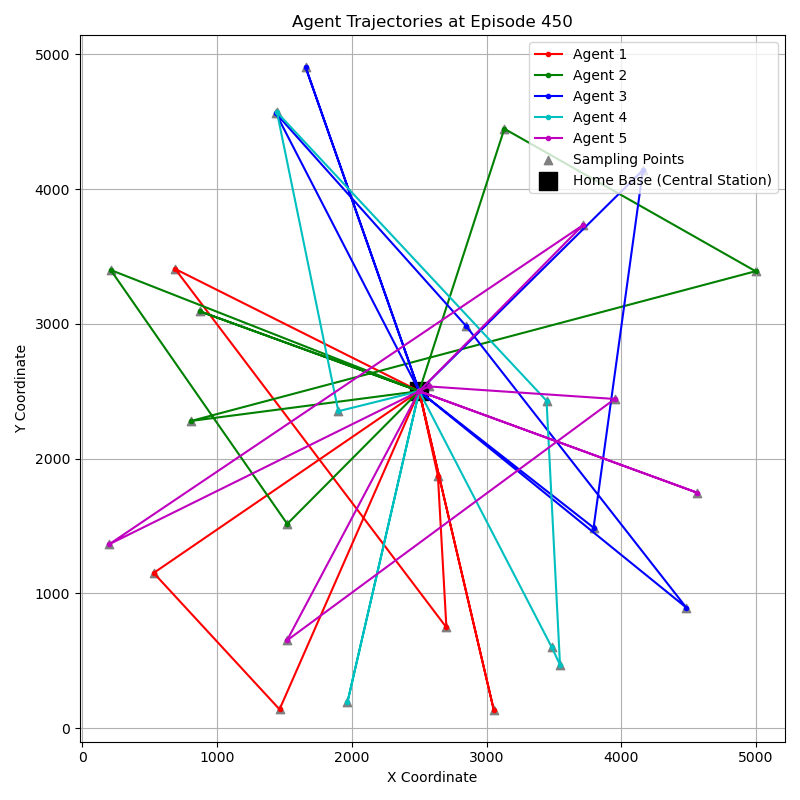 Agent Trajectories at Episode 450
Agent 1
Agent 2
Agent 3
Agent 4
Agent 5
Sampling Points
Home Base (Central Station)
Y Coordinate
5000
4000
3000
2000
1000
0
0 1000 2000 3000 4000 5000
X Coordinate